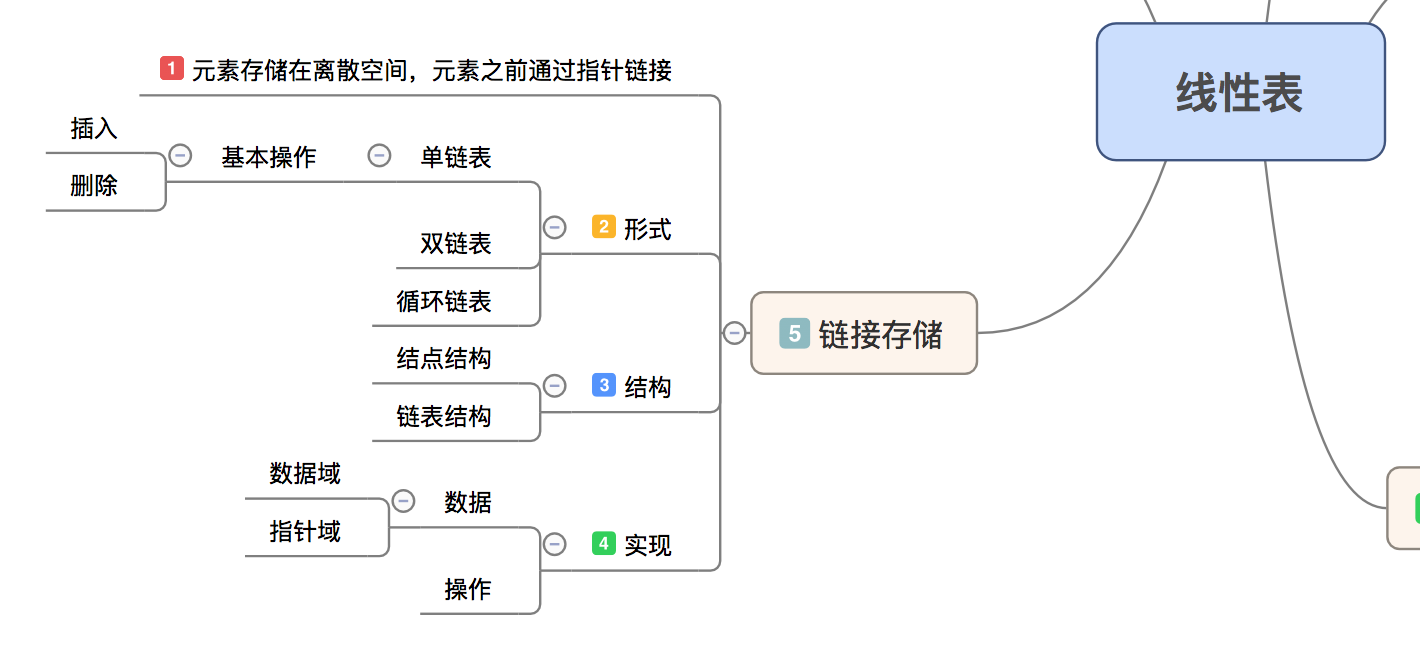 线性表
5 链接存储
1 元素存储在离散空间，元素之前通过指针链接
2 形式
单链表
基本操作
插入
删除
双链表
循环链表
3 结构
结点结构
链表结构
4 实现
数据
数据域
指针域
操作